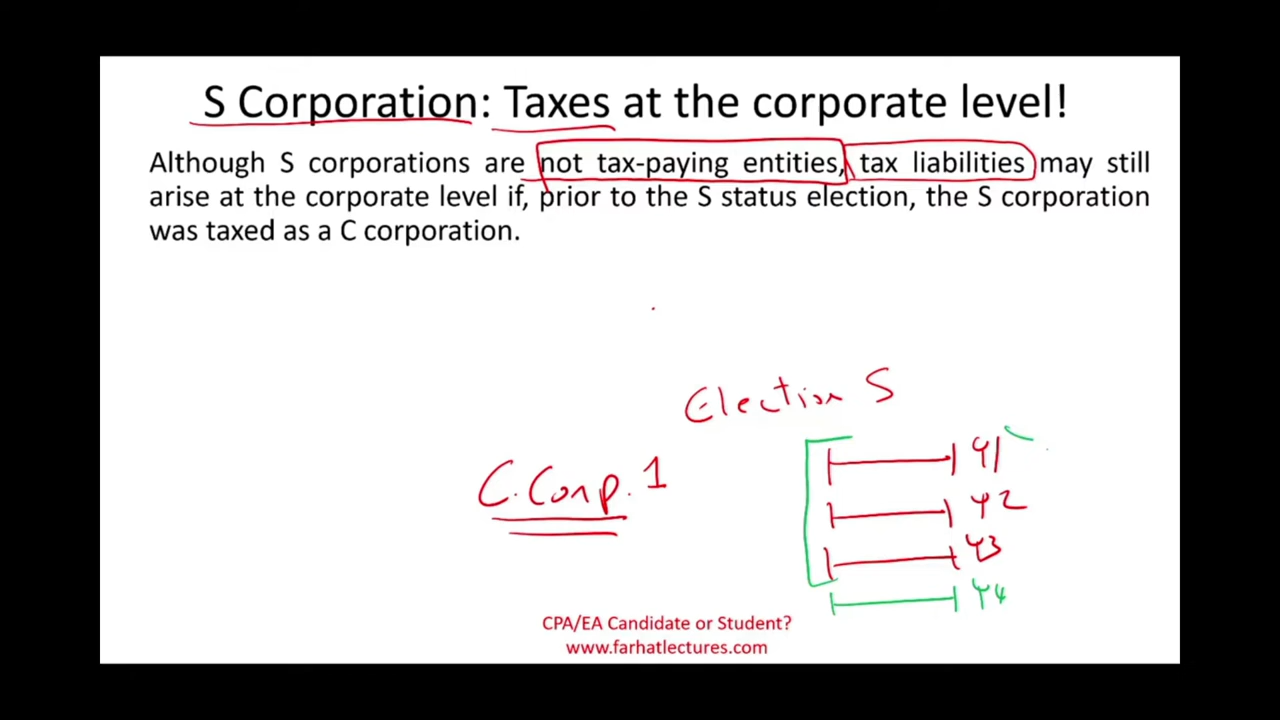 S Corporation: Taxes at the corporate level!
Although S corporations are not tax-paying entities, tax liabilities may still
arise at the corporate level if, prior to the S status election, the S corporation
was taxed as a C corporation.
Election S
C. Corp. 1
Y1
Y2
Y3
Y4
CPA/EA Candidate or Student?
www.farhatlectures.com